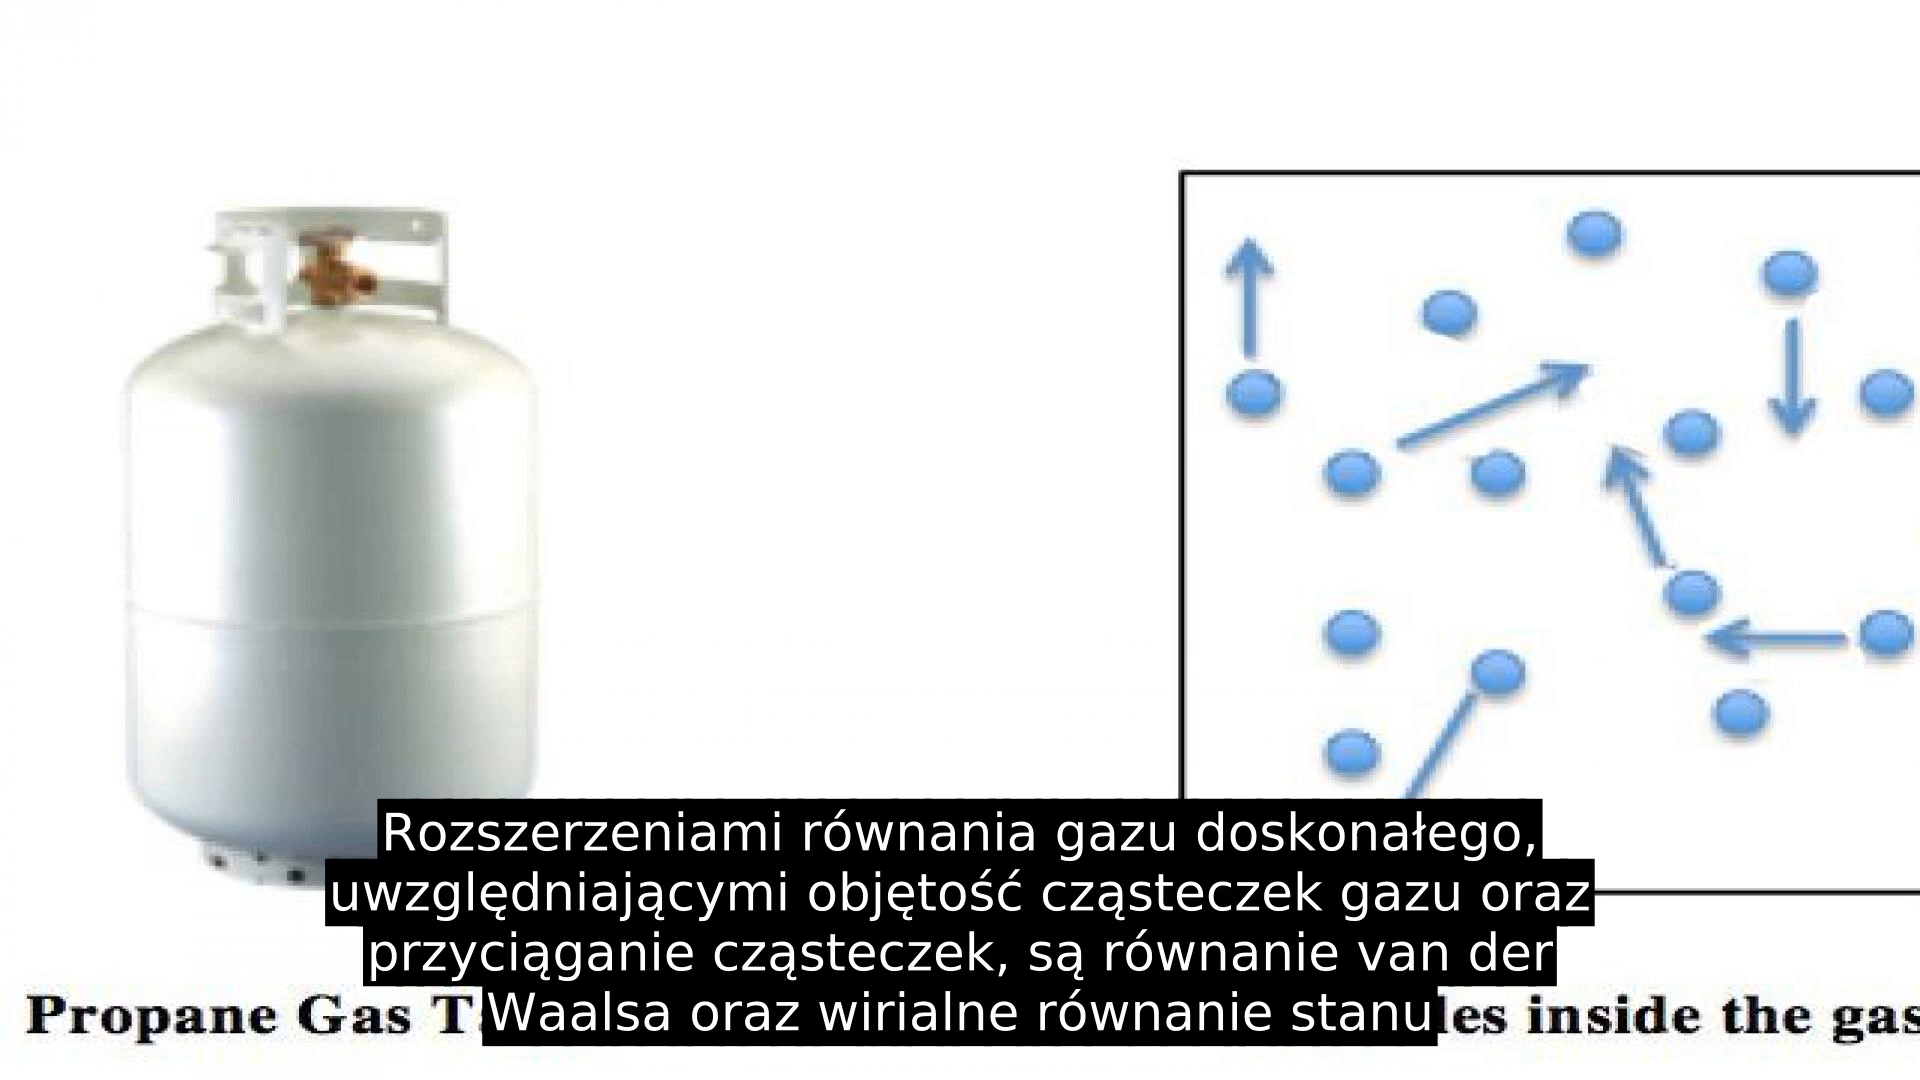 Rozszerzeniami równania gazu doskonałego,
uwzględniającymi objętość cząsteczek gazu oraz
przyciąganie cząsteczek, są równanie van der
Waalsa oraz wirialne równanie stanu
Propane Gas inside the gas